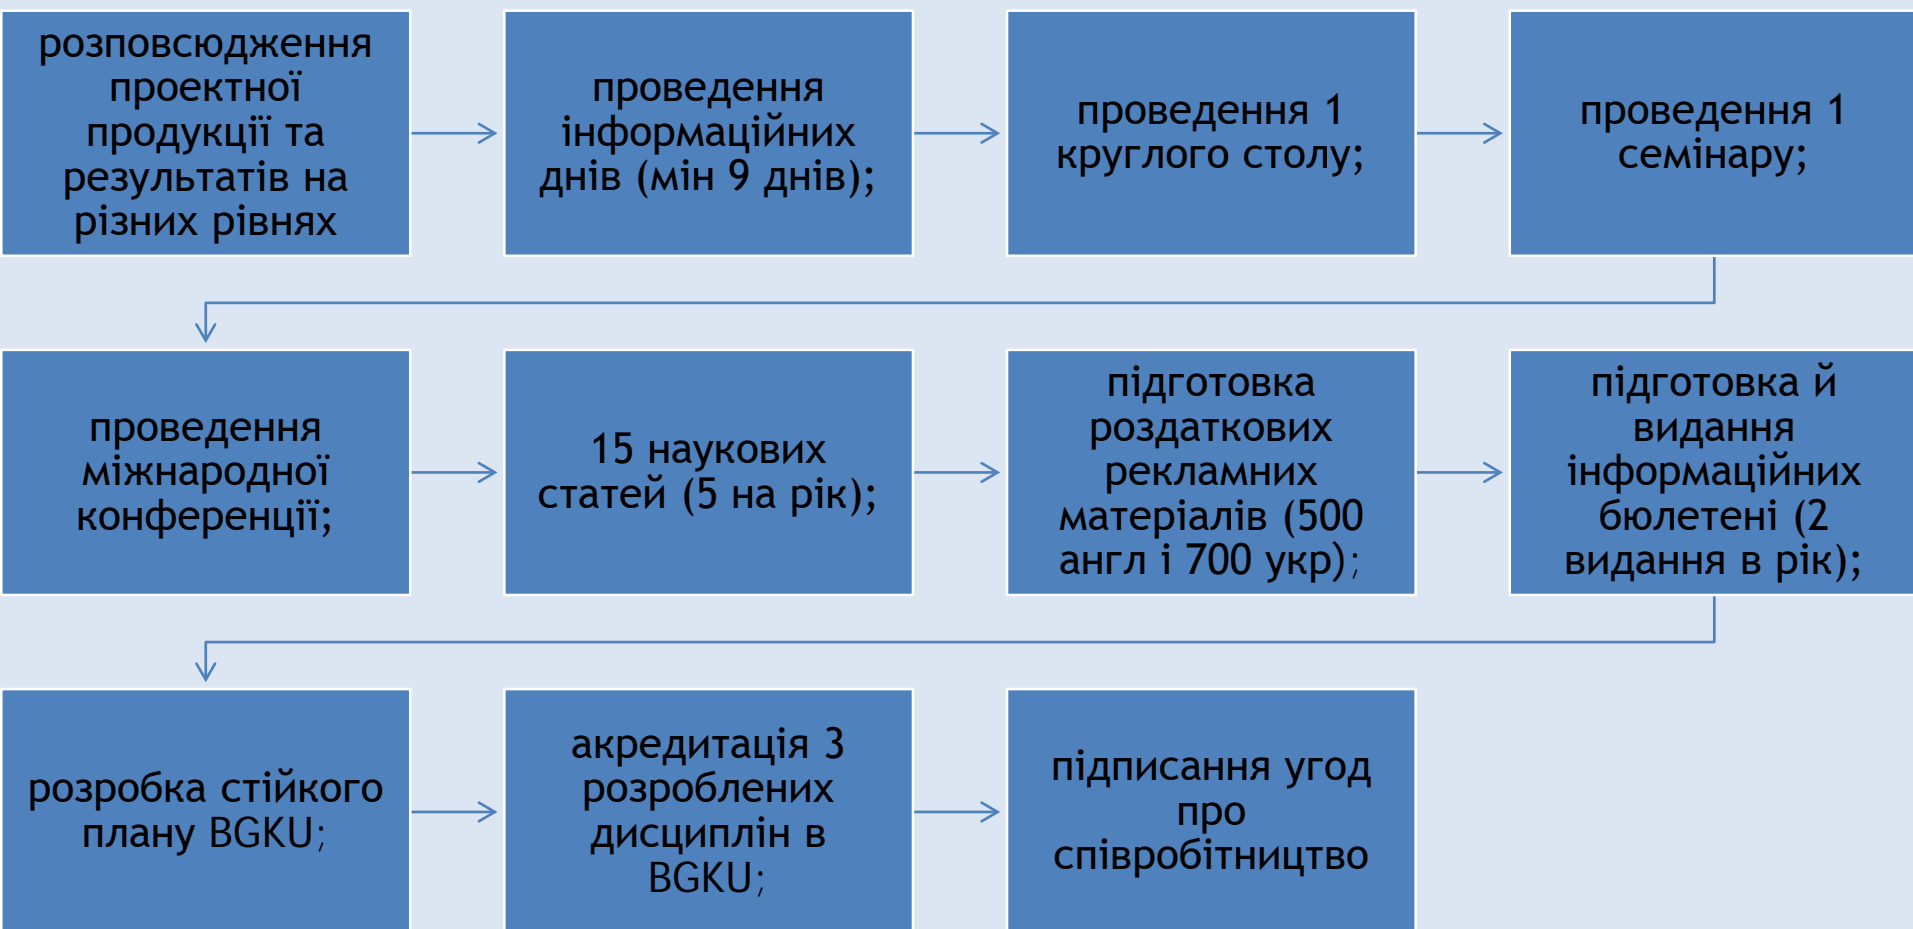 розповсюдження
проектної
продукції та
результатів на
різних рівнях
проведення
інформаційних
днів (мін 9 днів);
проведення 1
круглого столу;
проведення 1
семінару;
проведення
міжнародної
конференції;
15 наукових
статей (5 на рік);
підготовка
роздаткових
рекламних
матеріалів (500
англ і 700 укр);
підготовка й
видання
інформаційних
бюлетені (2
видання в рік);
розробка стійкого
плану BGKU;
акредитація 3
розроблених
дисциплін в
BGKU;
підписання угод
про
співробітництво